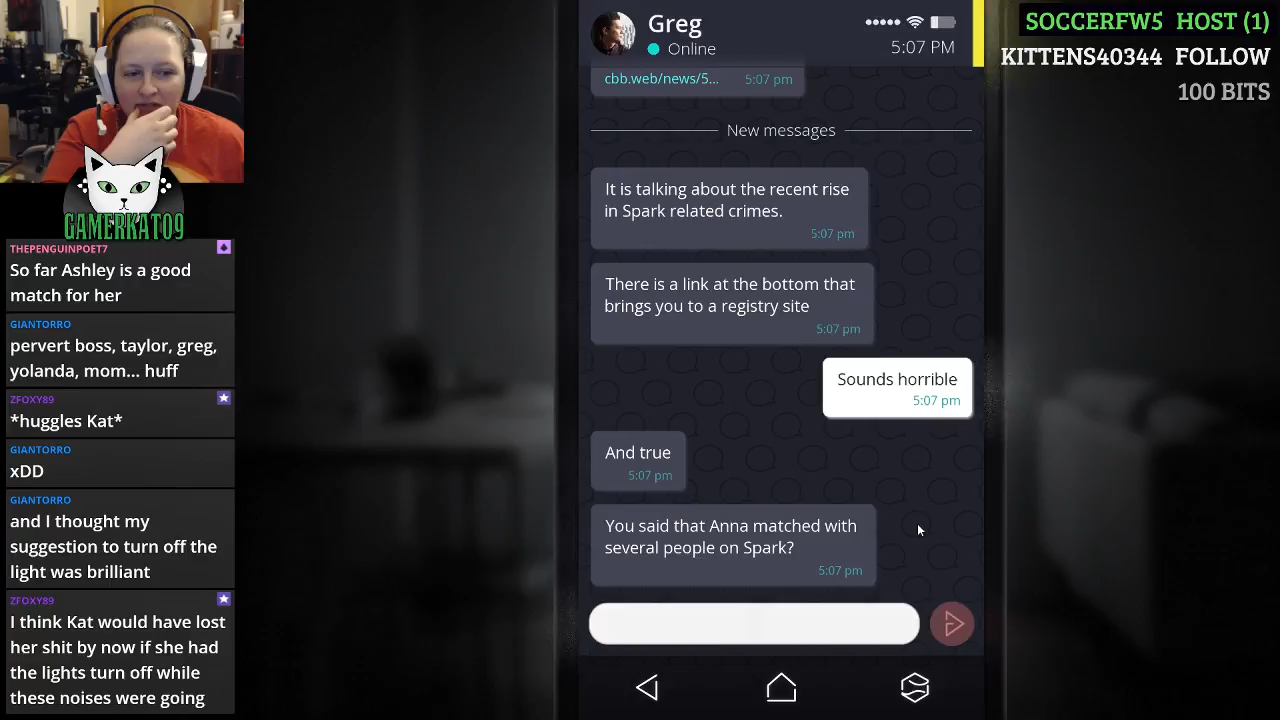 Greg
Online
5:07 PM
SOCCERFW5 HOST (1)
KITTENS40344 FOLLOW
100 BITS
cbb.web/news/5... 5:07 pm
New messages
It is talking about the recent rise
in Spark related crimes.
5:07 pm
There is a link at the bottom that
brings you to a registry site
5:07 pm
Sounds horrible
5:07 pm
And true
5:07 pm
You said that Anna matched with
several people on Spark?
5:07 pm
GAMERKAT09
THEPENGUINPOET7
So far Ashley is a good
match for her
GIANTORRO
pervert boss, taylor, greg,
yolanda, mom... huff
ZFOXY89
*huggles Kat*
GIANTORRO
xDD
GIANTORRO
and I thought my
suggestion to turn off the
light was brilliant
ZFOXY89
I think Kat would have lost
her shit by now if she had
the lights turn off while
these noises were going